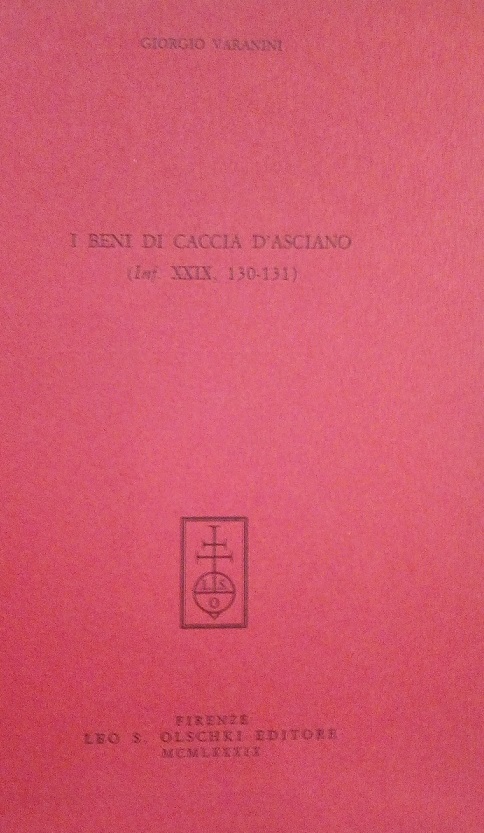 GIORGIO VARANINI
I BENI DI CACCIA D'ASCIANO
(Inf. XXIX, 130-131)
L S
O
FIRENZE
LEO S. OLSCHKI EDITORE
MCMLXXXIX